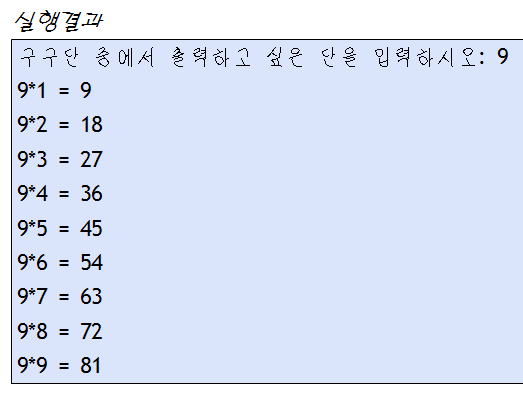 실행결과
구구단 중에서 출력하고 싶은 단을 입력하시오: 9
9*1 = 9
9*2 = 18
9*3 = 27
9*4 = 36
9*5 = 45
9*6 = 54
9*7 = 63
9*8 = 72
9*9 = 81